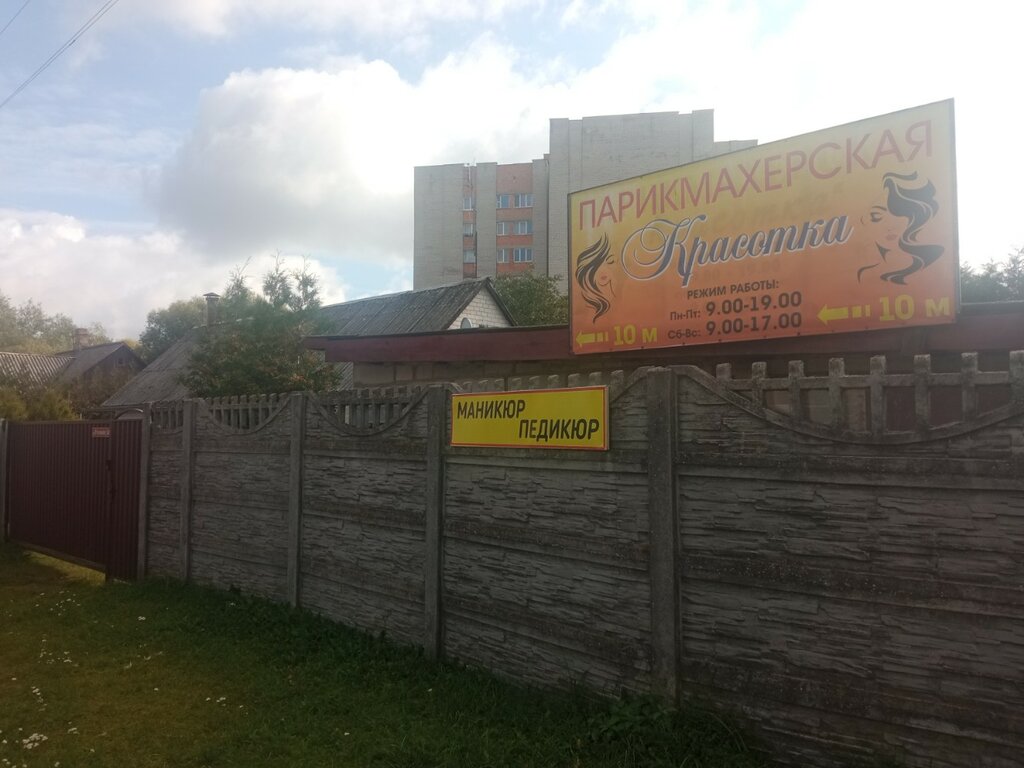 ПАРИКМАХЕРСКАЯ
Красотка
РЕЖИМ РАБОТЫ:
Пн-Пт: 9.00-19.00
Сб-Вс: 9.00-17.00
10 м
10 м
МАНИКЮР
ПЕДИКЮР